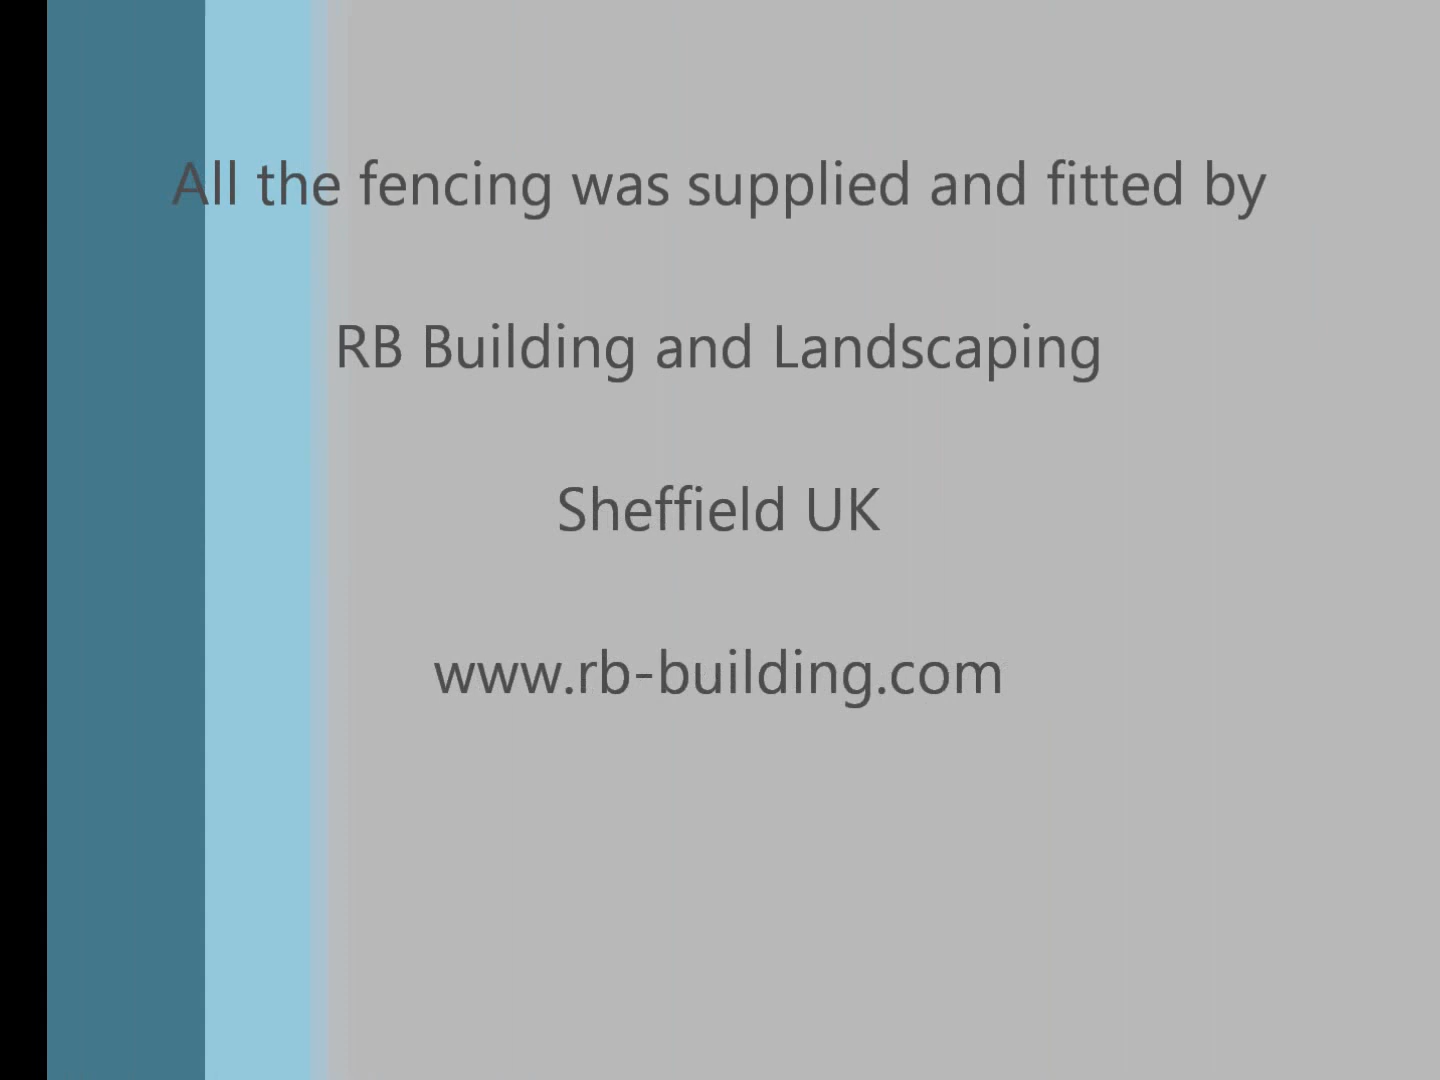 All the fencing was supplied and fitted by
RB Building and Landscaping
Sheffield UK
www.rb-building.com